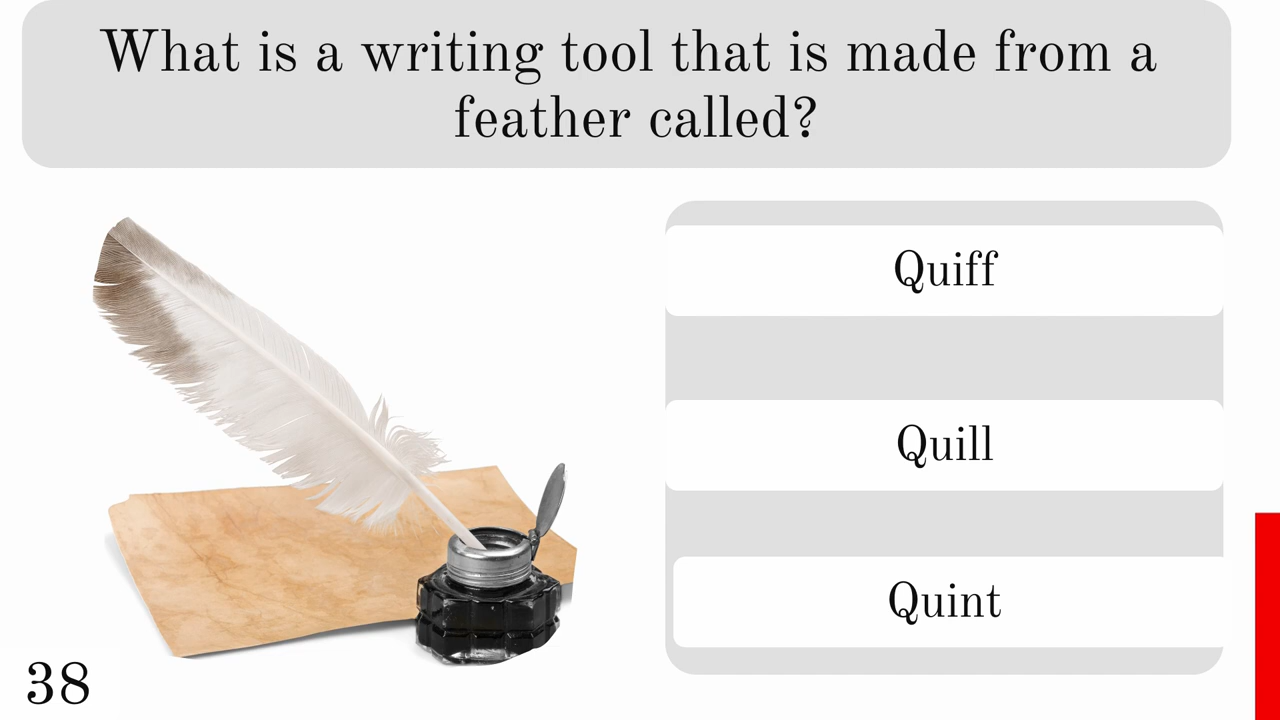 What is a writing tool that is made from a
feather called?
Quiff
Quill
Quint
38